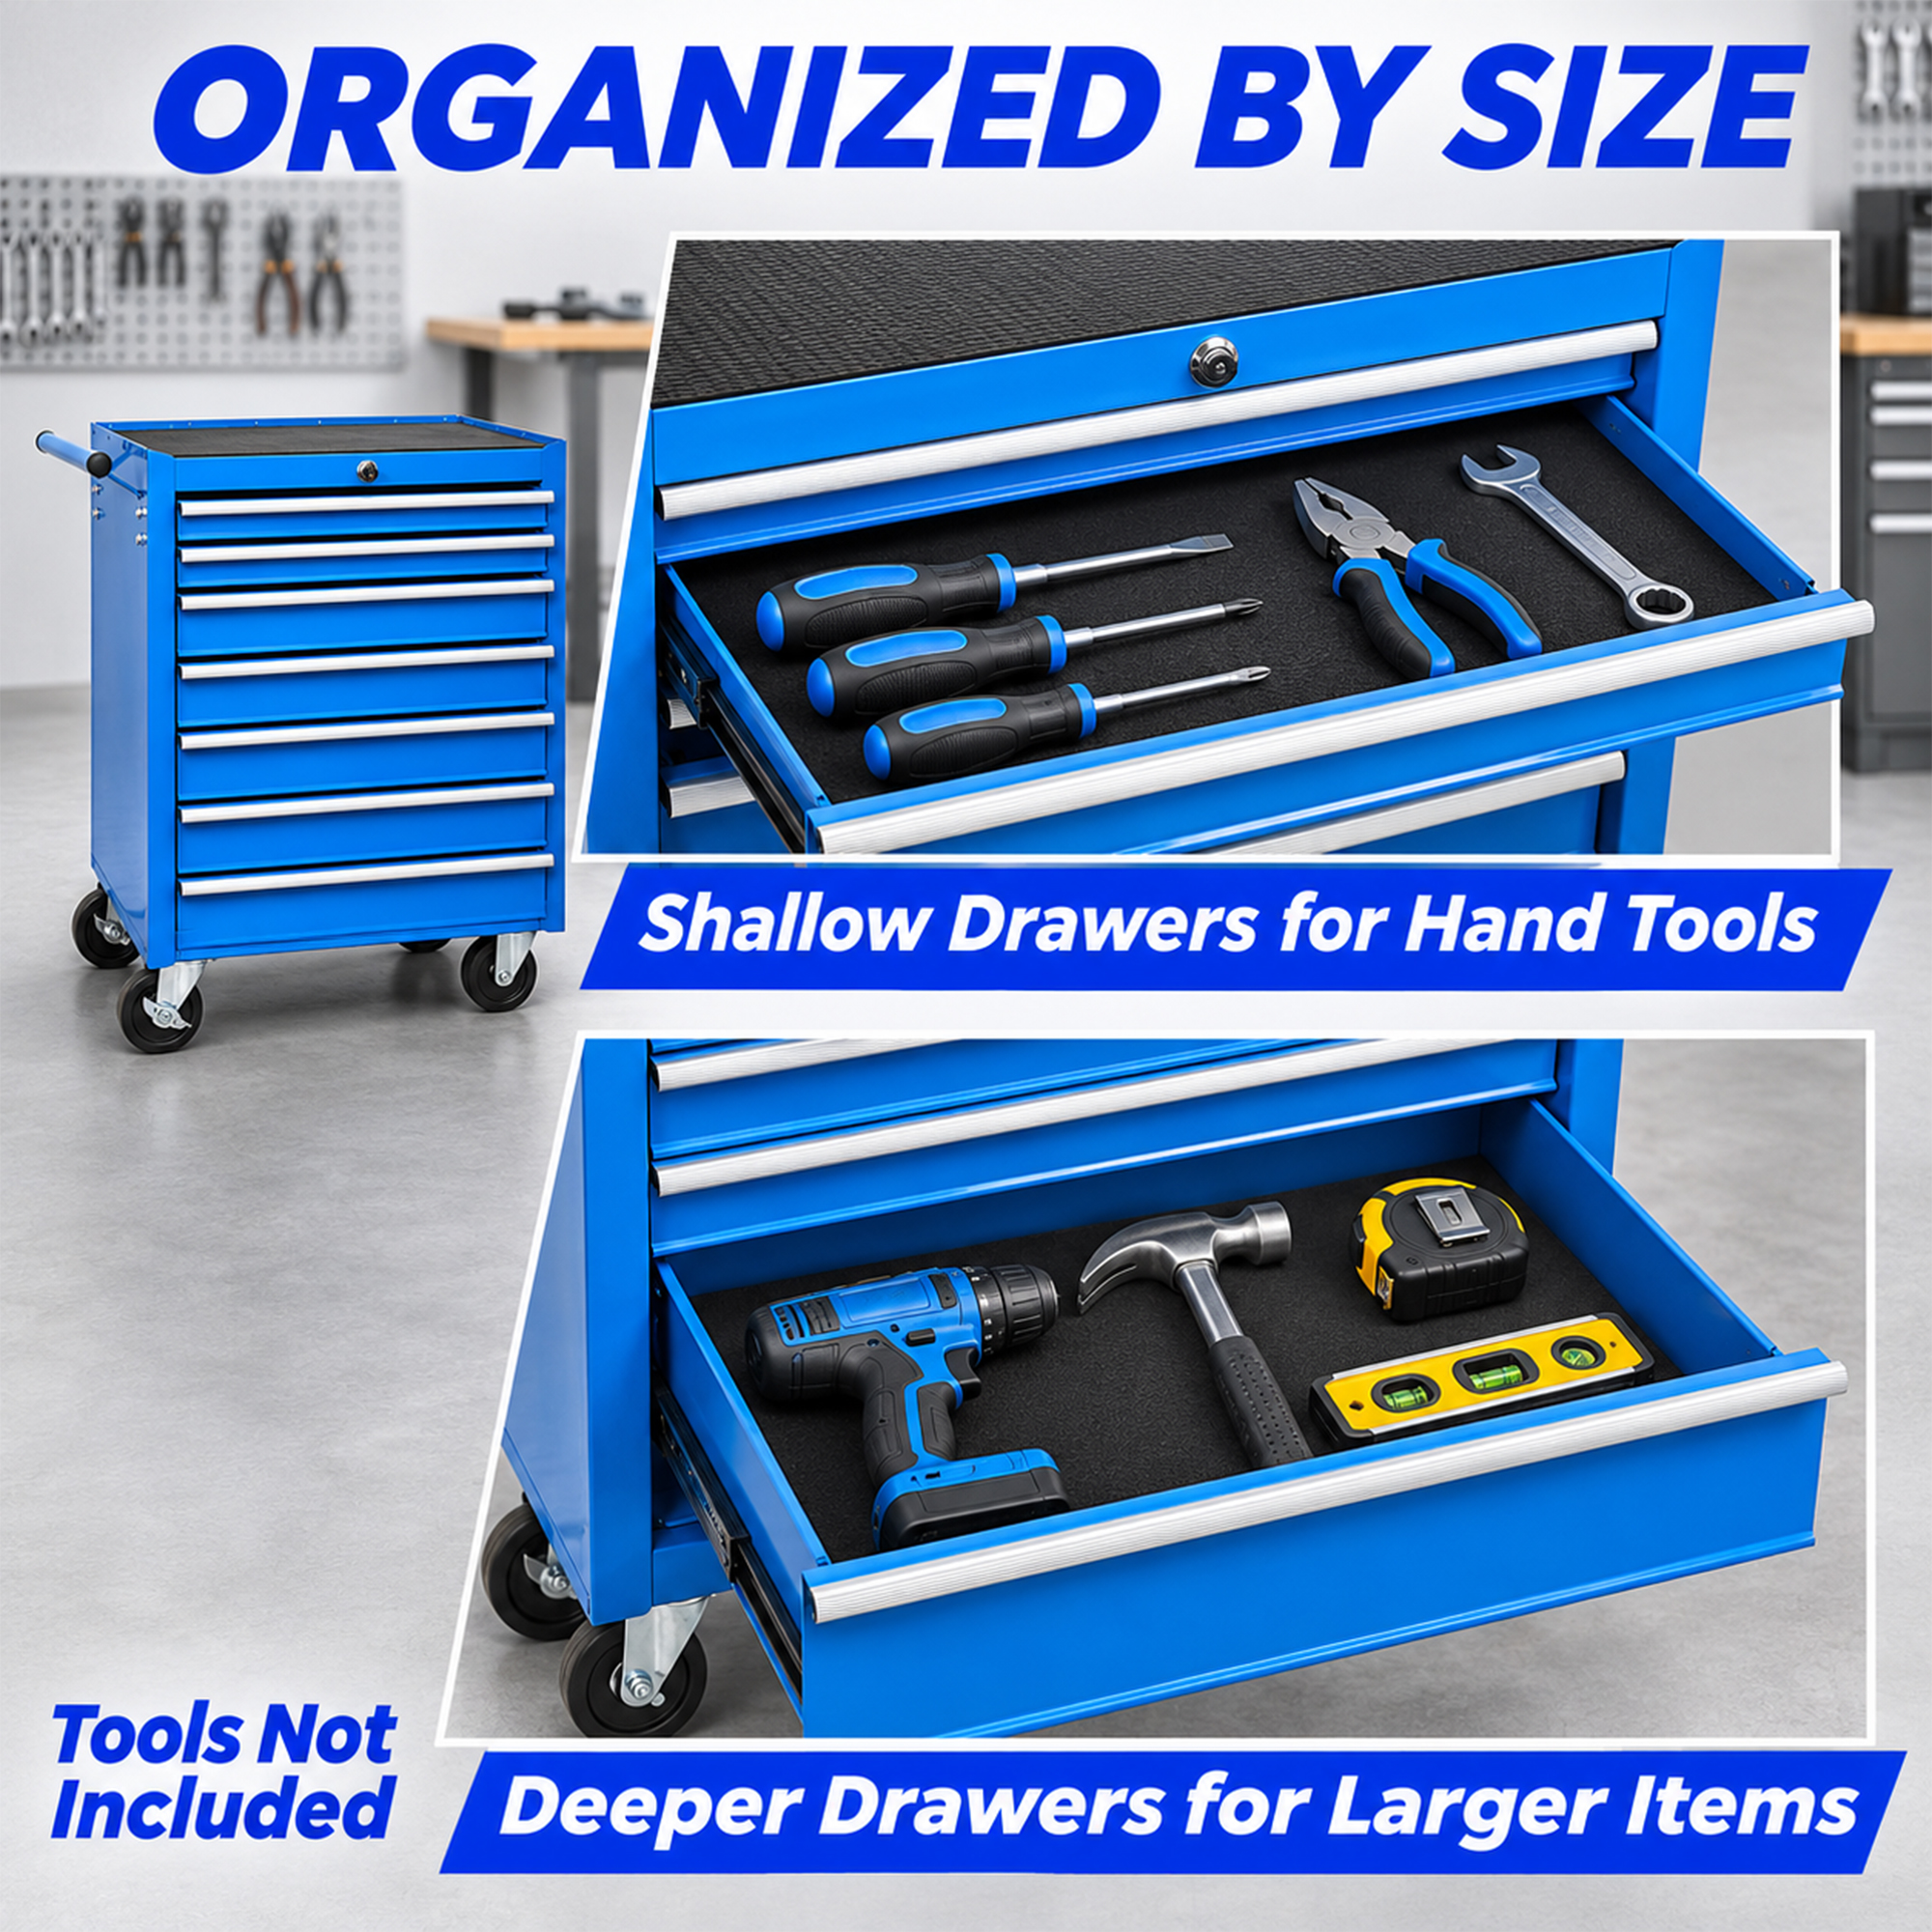 ORGANIZED BY SIZE
Shallow Drawers for Hand Tools
Deeper Drawers for Larger Items
Tools Not
Included